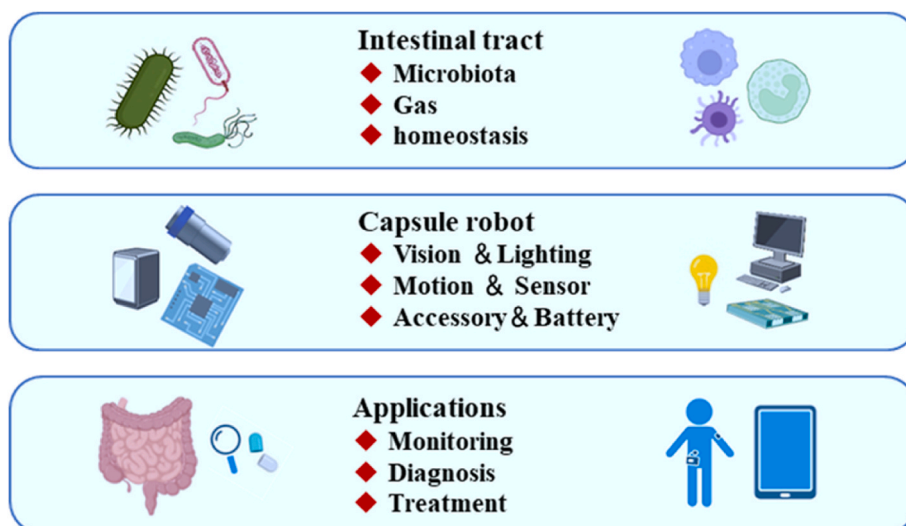 Intestinal tract
Microbiota
Gas
homeostasis
Capsule robot
Vision & Lighting
Motion & Sensor
Accessory & Battery
Applications
Monitoring
Diagnosis
Treatment